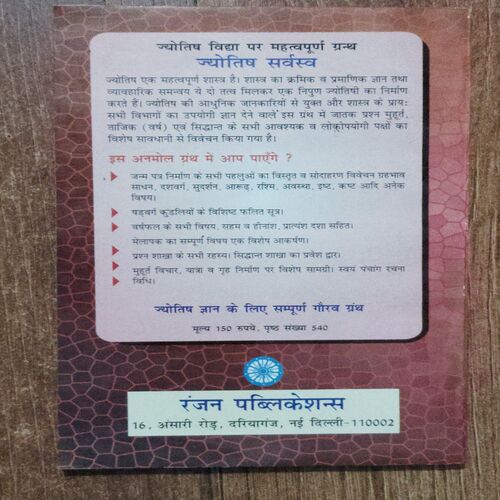 ज्योतिष विद्या पर महत्वपूर्ण ग्रन्थ
ज्योतिष सर्वस्व
ज्योतिष एक महत्वपूर्ण शास्त्र है। शास्त्र का क्रमिक व प्रमाणिक ज्ञान तथा
व्यावहारिक समन्वय ये दो तत्व मिलकर एक निपुण ज्योतिषी का निर्माण
करते हैं। ज्योतिष की आधुनिक जानकारियों से युक्त और शास्त्र के प्राय:
सभी विभागों का उपयोगी ज्ञान देने वाले इस ग्रंथ में जातक प्रश्न मुहूर्त,
ताजिक (वर्ष) एवं सिद्धान्त के सभी आवश्यक व लोकोपयोगी पक्षों का
विशेष सावधानी से विवेचन किया गया है।
इस अनमोल ग्रंथ में आप पाएँगे ?
जन्म पत्र निर्माण के सभी पहलुओं का विस्तृत व सोदाहरण विवेचन ग्रहभाव
साधन, दशवर्ग, सुदर्शन, आरूढ़, रश्मि, अवस्था, इष्ट, कष्ट आदि अनेक
विषय।
षड्वर्ग कुंडलियों के विशिष्ट फलित सूत्र।
वर्षफल के सभी विषय, सहम व हीनांश, प्रात्यंश दशा सहित।
मेलापक का सम्पूर्ण विषय एक विशेष आकर्षण।
प्रश्न शाखा के सभी रहस्य। सिद्धान्त शाखा का प्रवेश द्वार।
मुहूर्त विचार, यात्रा व गृह निर्माण पर विशेष सामग्री। स्वयं पंचांग रचना
विधि।
ज्योतिष ज्ञान के लिए सम्पूर्ण गौरव ग्रंथ
मूल्य 150 रुपये, पृष्ठ संख्या 540
रंजन पब्लिकेशन्स
16, अंसारी रोड़, दरियागंज, नई दिल्ली-110002